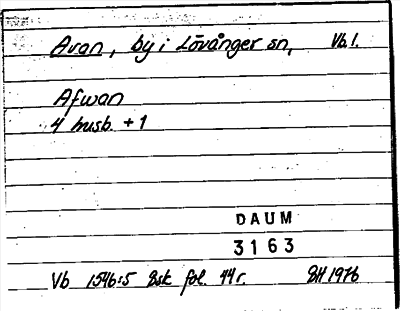 Avan, by i Lövånger sn, Vb.l.
Afwan
4 husb. + 1
DAUM
3163
Vb 1546:5 Bsk fol. 44r. BH 1976